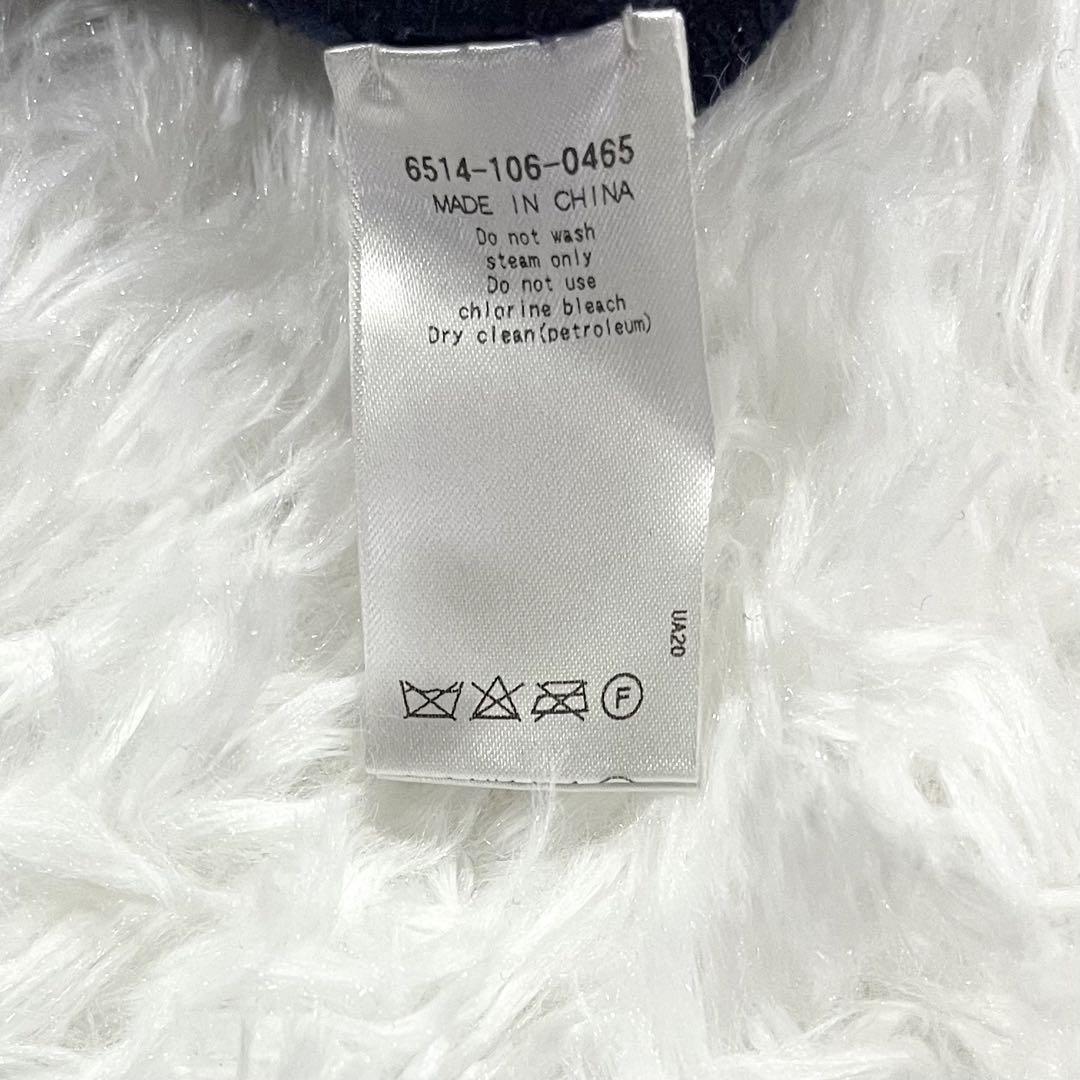 6514-106-0465
MADE IN CHINA
Do not wash
steam only
Do not use
chlorine bleach
Dry clean(petroleum)
UA20
F